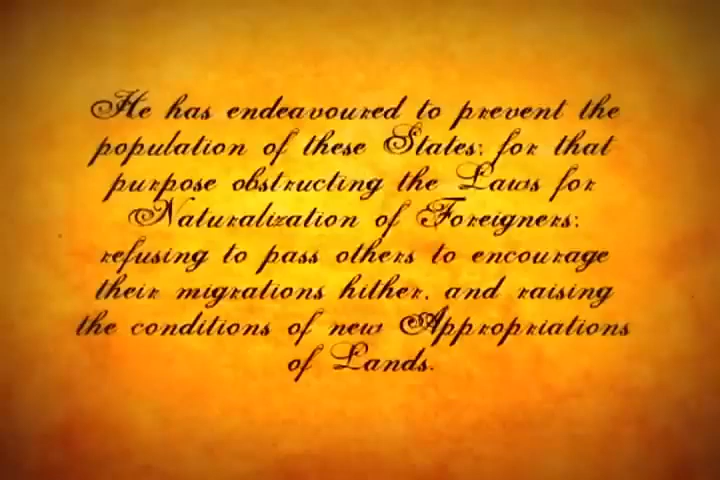 He has endeavoured to prevent the
population of these States; for that
purpose obstructing the Laws for
Naturalization of Foreigners;
refusing to pass others to encourage
their migrations hither, and raising
the conditions of new Appropriations
of Lands.